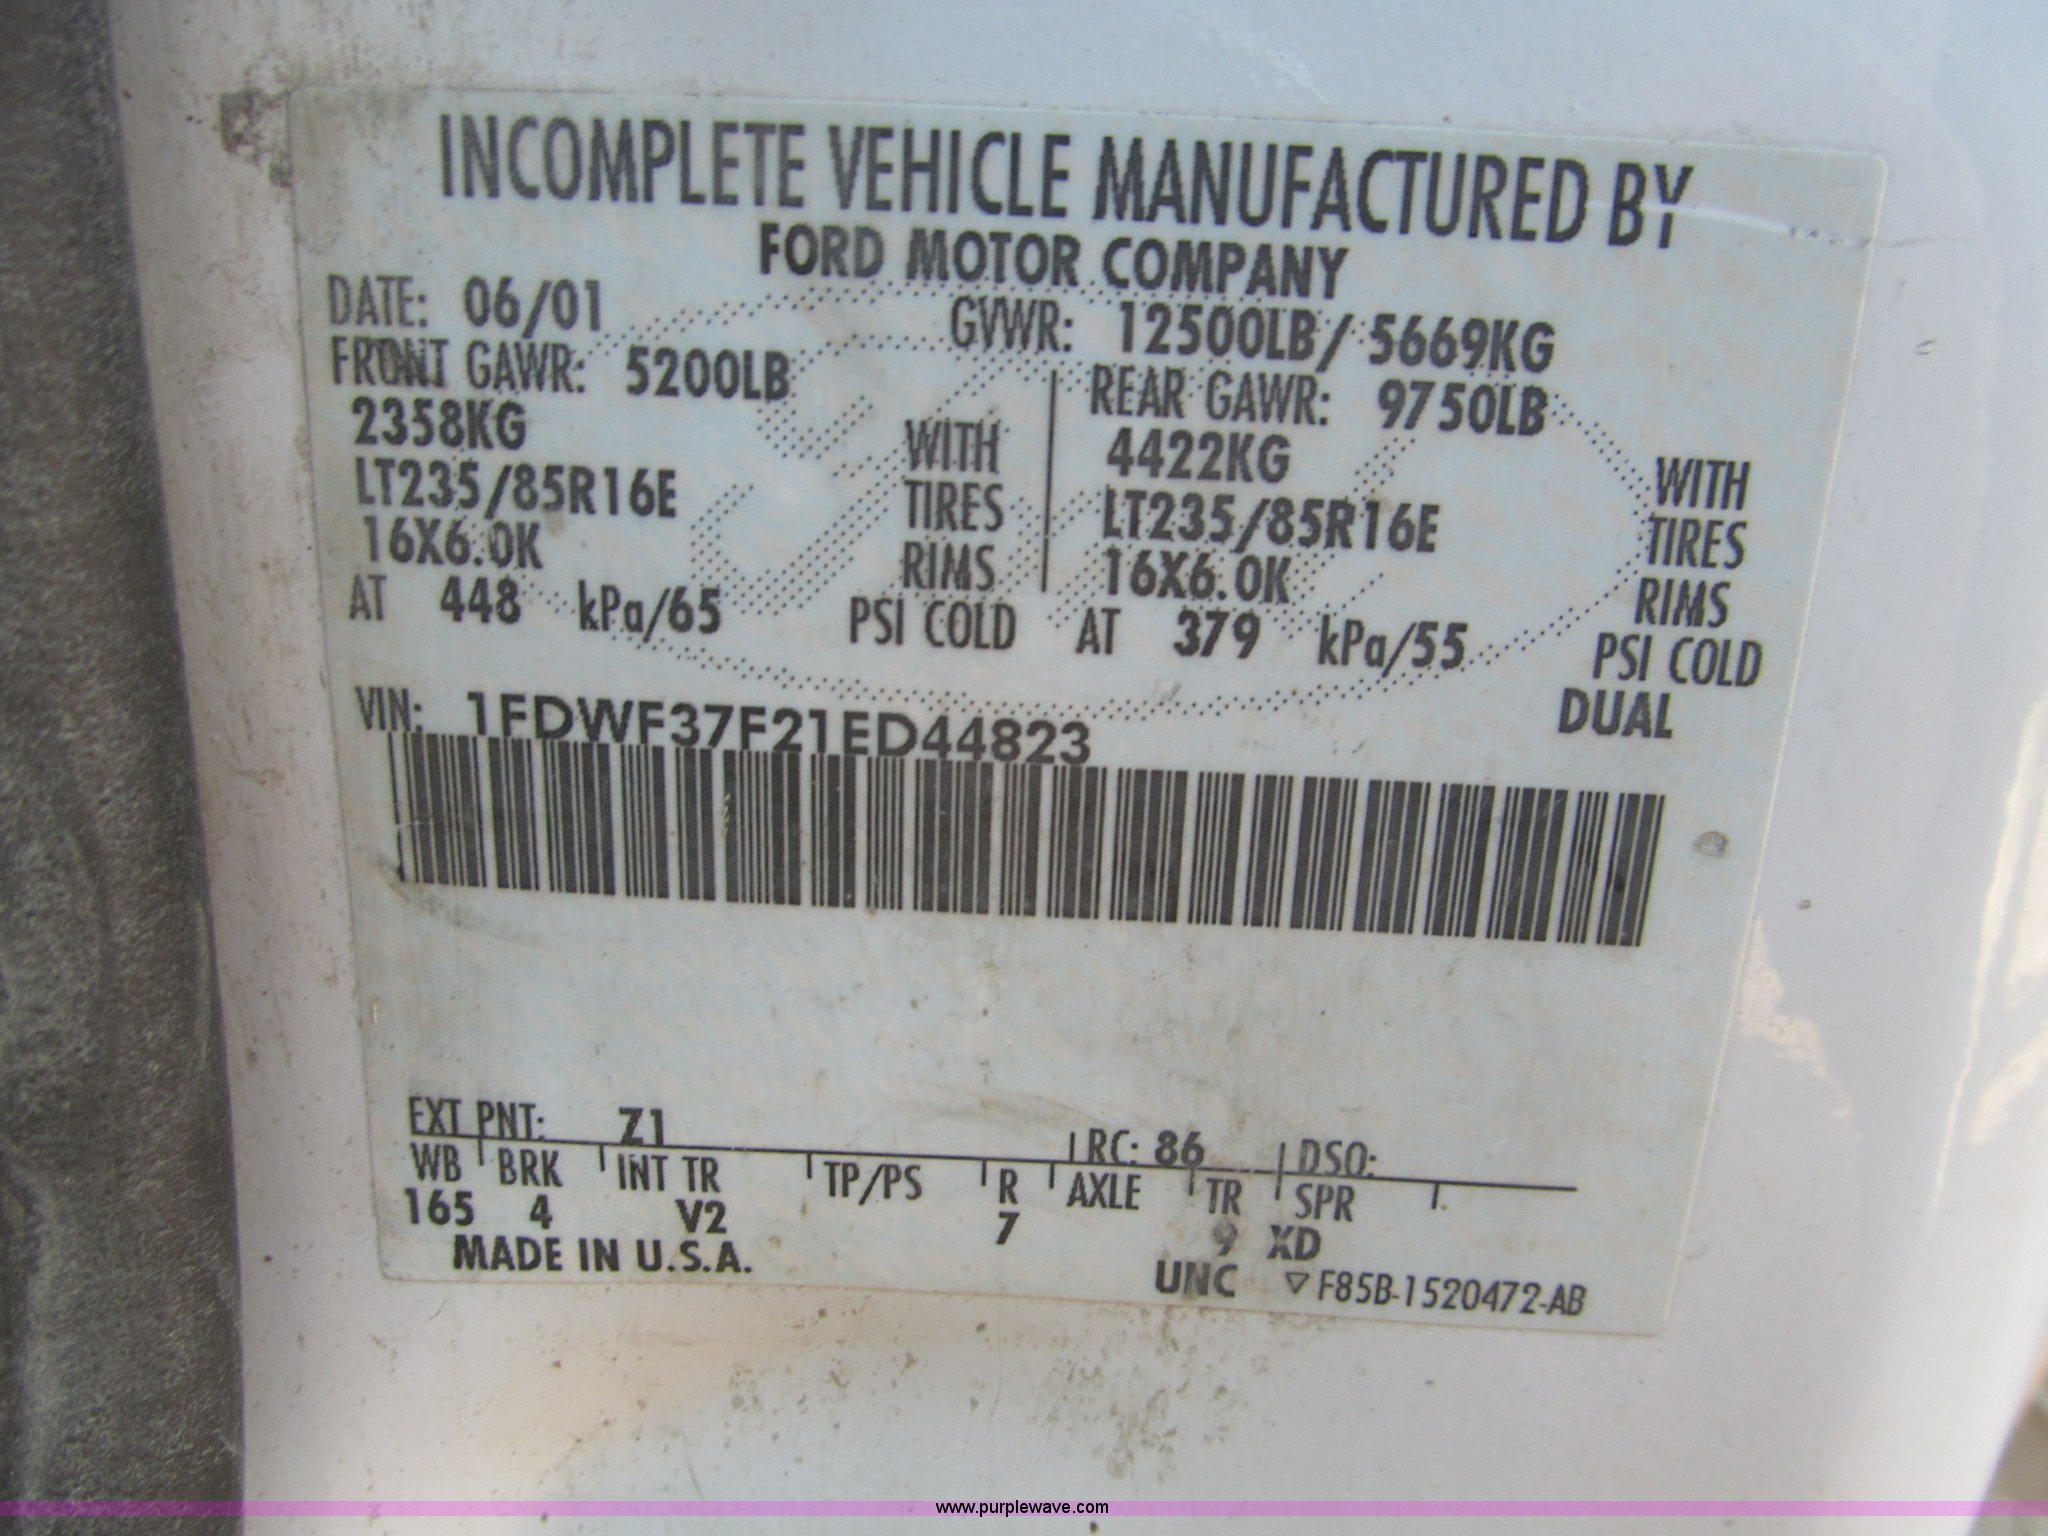 INCOMPLETE VEHICLE MANUFACTURED BY
FORD MOTOR COMPANY
DATE: 06/01 GVWR: 12500LB/ 5669KG
FRONT GAWR: 5200LB REAR GAWR: 9750LB
2358KG WITH 4422KG WITH
LT235/85R16E TIRES LT235/85R16E TIRES
16X6.0K RIMS 16X6.0K RIMS
AT 448 kPa/65 PSI COLD AT 379 kPa/55 PSI COLD
DUAL
VIN: 1FDWF37F21ED44823
EXT PNT: Z1 RC: 86 DSO:
WB BRK INT TR TP/PS R AXLE TR SPR
165 4 V2 7 9 XD
MADE IN U.S.A.
UNC ▽F85B-1520472-AB
www.purplewave.com